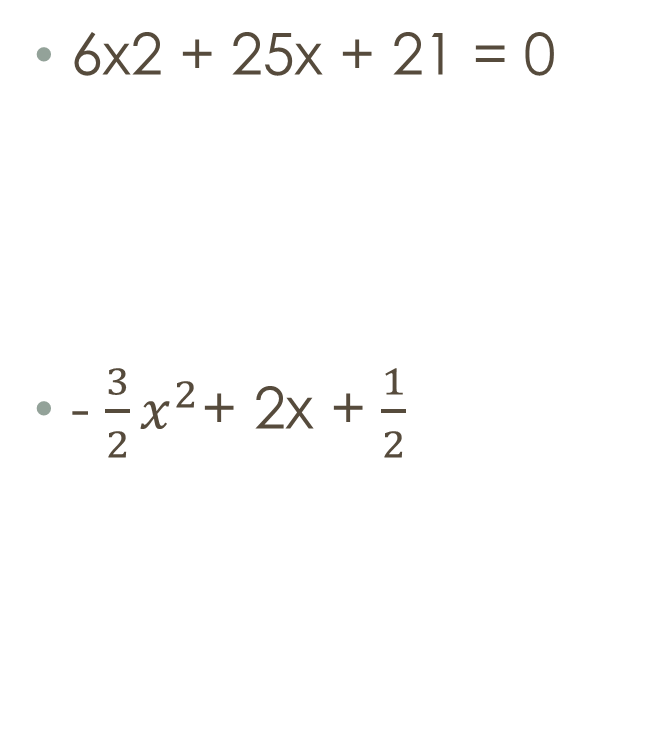 • 6x2 + 25x + 21 = 0
• - 3/2 𝑥² + 2x + 1/2